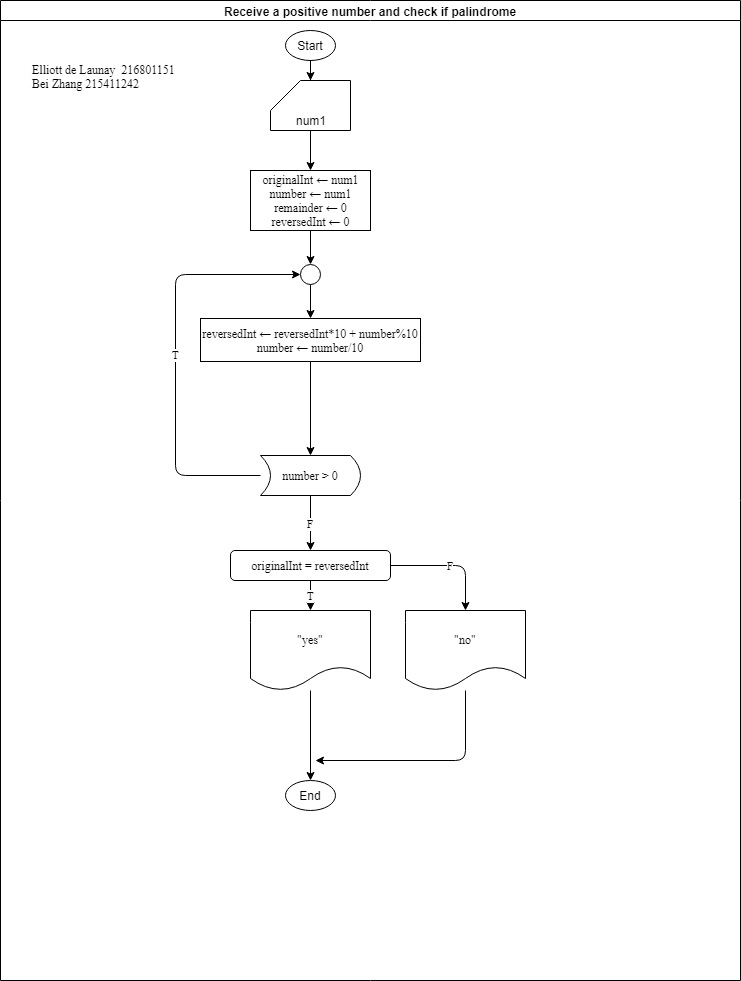 Receive a positive number and check if palindrome
Start
Elliott de Launay  216801151
Bei Zhang 215411242
num1
originalInt ← num1
number ← num1
remainder ← 0
reversedInt ← 0
reversedInt ← reversedInt*10 + number%10
number ← number/10
T
number > 0
F
originalInt = reversedInt
F
T
"yes"
"no"
End